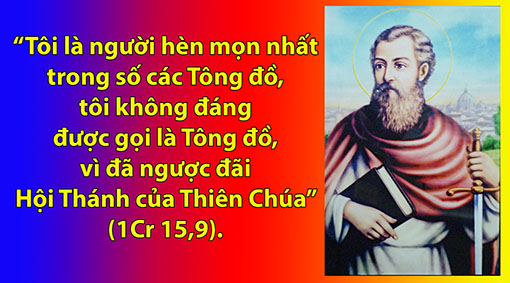 “Tôi là người hèn mọn nhất
trong số các Tông đồ,
tôi không đáng
được gọi là Tông đồ,
vì đã ngược đãi
Hội Thánh của Thiên Chúa”
(1Cr 15,9).